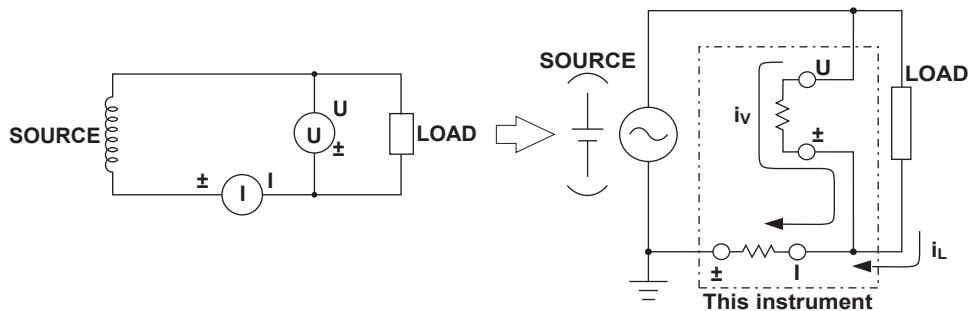 SOURCE
U
U
±
LOAD
±
I
I
SOURCE
U
iV
±
LOAD
±
I
iL
This instrument